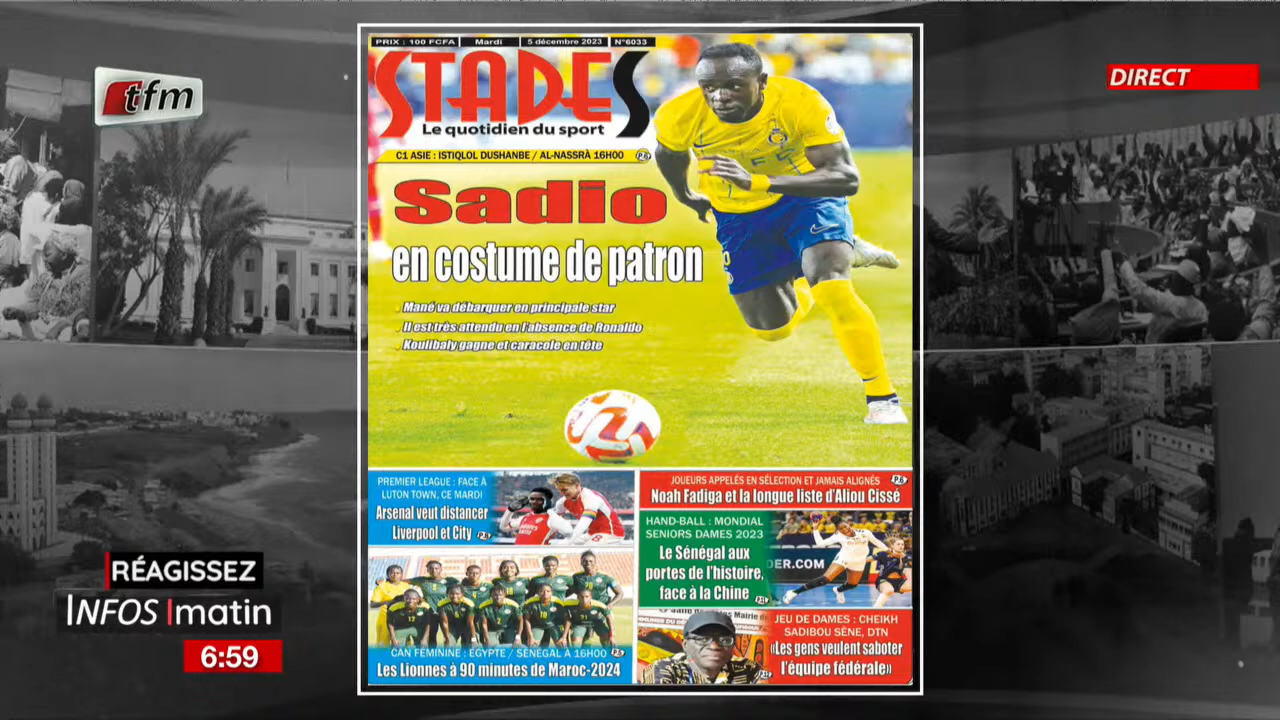 tfm
DIRECT
PRIX : 100 FCFA Mardi 5 décembre 2023 N°6033
STADES
Le quotidien du sport
C1 ASIE : ISTIQLOL DUSHANBE / AL-NASSR À 16H00 P.6
Sadio
en costume de patron
. Mané va débarquer en principale star
. Il est très attendu en l'absence de Ronaldo
. Koulibaly gagne et caracole en tête
PREMIER LEAGUE : FACE À
LUTON TOWN, CE MARDI
Arsenal veut distancer
Liverpool et City
CAN FÉMININE : EGYPTE / SÉNÉGAL À 16H00
Les Lionnes à 90 minutes de Maroc-2024
JOUEURS APPELÉS EN SÉLECTION ET JAMAIS ALIGNÉS
Noah Fadiga et la longue liste d'Aliou Cissé
HAND-BALL : MONDIAL
SENIORS DAMES 2023
Le Sénégal aux
portes de l'histoire,
face à la Chine
DER.COM
JEU DE DAMES : CHEIKH
SADIBOU SÈNE, DTN
«Les gens veulent saboter
l'équipe fédérale»
RÉAGISSEZ
INFOS matin
6:59